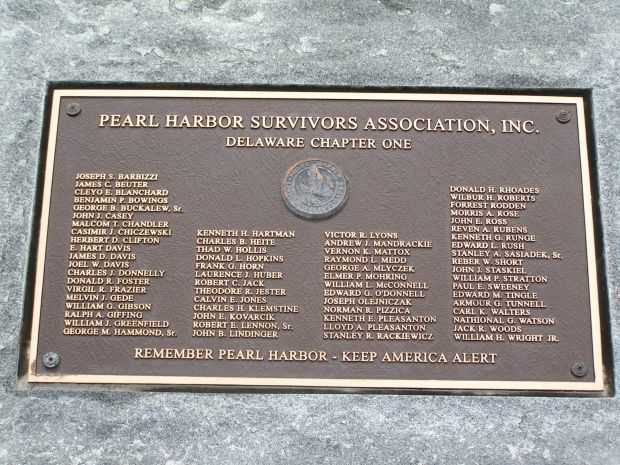 PEARL HARBOR SURVIVORS ASSOCIATION, INC.
DELAWARE CHAPTER ONE
JOSEPH S. BARBIZZI
JAMES C. BEUTER
CLEYO E. BLANCHARD
BENJAMIN P. BOWINGS
GEORGE B. BUCKALEW, Sr.
JOHN J. CASEY
MALCOM T. CHANDLER
CASIMIR J. CHCZEWSKI
HERBERT D. CLIFTON
E. HART DAVIS
JAMES D. DAVIS
JOEL W. DAVIS
CHARLES J. DONNELLY
DONALD R. FOSTER
VIRGIL R. FRAZIER
MELVIN J. GEDE
WILLIAM G. GIBSON
RALPH A. GIFFING
WILLIAM J. GREENFIELD
GEORGE M. HAMMOND, Sr.
KENNETH H. HARTMAN
CHARLES B. HEITE
THAD W. HOLLIS
DONALD L. HOPKINS
FRANK G. HORN
LAURENCE J. HUBER
ROBERT C. JACK
THEODORE R. JESTER
CALVIN E. JONES
CHARLES H. KLEMSTINE
JOHN E. KOVARCIK
ROBERT E. LENNON, Sr.
JOHN B. LINDINGER
VICTOR R. LYONS
ANDREW J. MANDRACKIE
VERNON K. MATTOX
RAYMOND L. MIDD
GEORGE A. MLYCZEK
ELMER P. MOHRING
WILLIAM L. McCONNELL
EDWARD G. O'DONNELL
JOSEPH OLEJNICZAK
NORMAN R. PIZZICA
KENNETH E. PLEASANTON
LLOYD A. PLEASANTON
STANLEY R. RACKIEWICZ
DONALD H. RHOADES
WILBUR H. ROBERTS
FORREST RODDEN
MORRIS A. ROSE
JOHN E. ROSS
REVEN A. RUBENS
KENNETH G. RUNGE
EDWARD L. RUSH
STANLEY A. SASIADEK, Sr.
REBER W. SHORT
JOHN J. STASKIEL
WILLIAM P. STRATTON
PAUL E. SWEENEY
EDWARD M. TINGLE
ARMOUR G. TUNNELL
CARL K. WALTERS
NATHIONAL G. WATSON
JACK R. WOODS
WILLIAM H. WRIGHT JR.
REMEMBER PEARL HARBOR - KEEP AMERICA ALERT